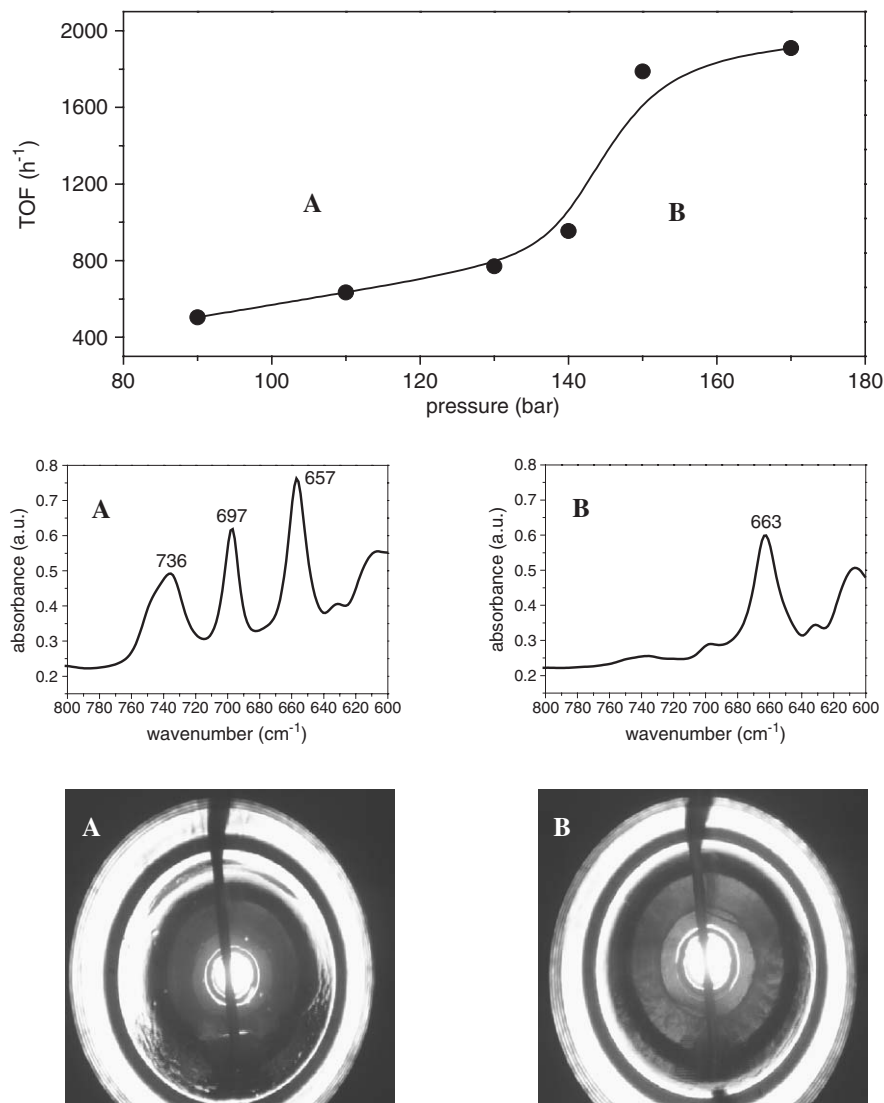 2000
1600
1200
800
400
TOF (h⁻¹)
A
B
80 100 120 140 160 180
pressure (bar)
0.8
0.7
0.6
0.5
0.4
0.3
0.2
absorbance (a.u.)
A
736
697
657
800 780 760 740 720 700 680 660 640 620 600
wavenumber (cm⁻¹)
0.8
0.7
0.6
0.5
0.4
0.3
0.2
absorbance (a.u.)
B
663
800 780 760 740 720 700 680 660 640 620 600
wavenumber (cm⁻¹)
A
B